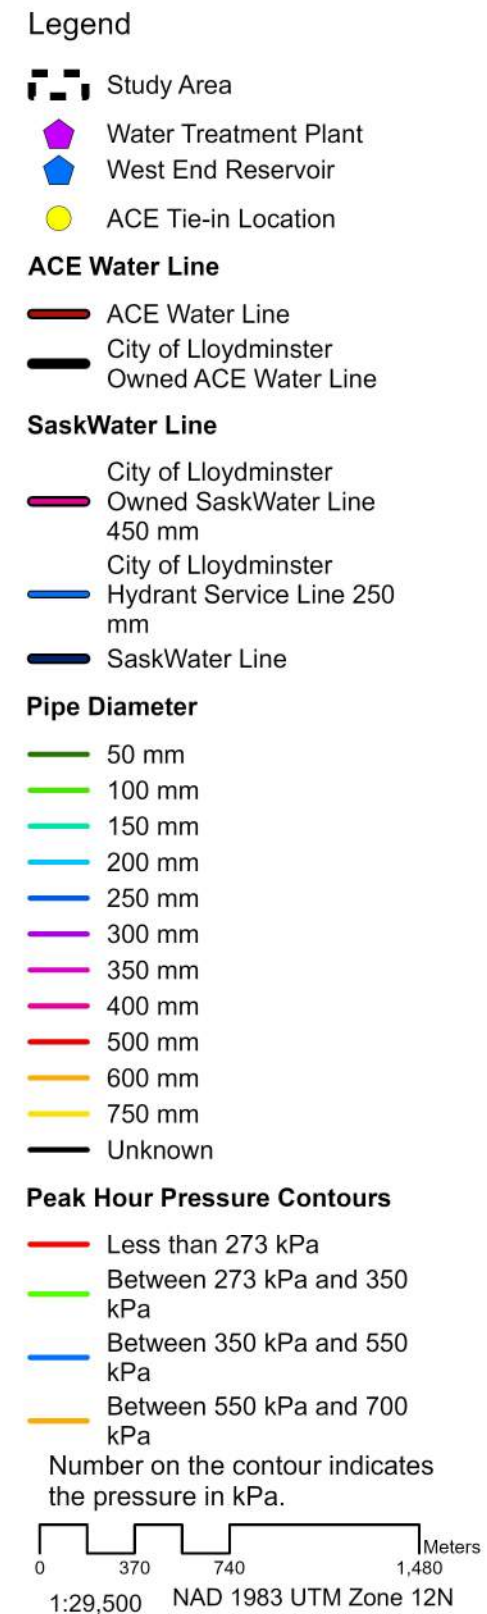 Legend
Study Area
Water Treatment Plant
West End Reservoir
ACE Tie-in Location
ACE Water Line
ACE Water Line
City of Lloydminster
Owned ACE Water Line
SaskWater Line
City of Lloydminster
Owned SaskWater Line
450 mm
City of Lloydminster
Hydrant Service Line 250
mm
SaskWater Line
Pipe Diameter
50 mm
100 mm
150 mm
200 mm
250 mm
300 mm
350 mm
400 mm
500 mm
600 mm
750 mm
Unknown
Peak Hour Pressure Contours
Less than 273 kPa
Between 273 kPa and 350
kPa
Between 350 kPa and 550
kPa
Between 550 kPa and 700
kPa
Number on the contour indicates
the pressure in kPa.
Meters
0 370 740 1,480
1:29,500 NAD 1983 UTM Zone 12N